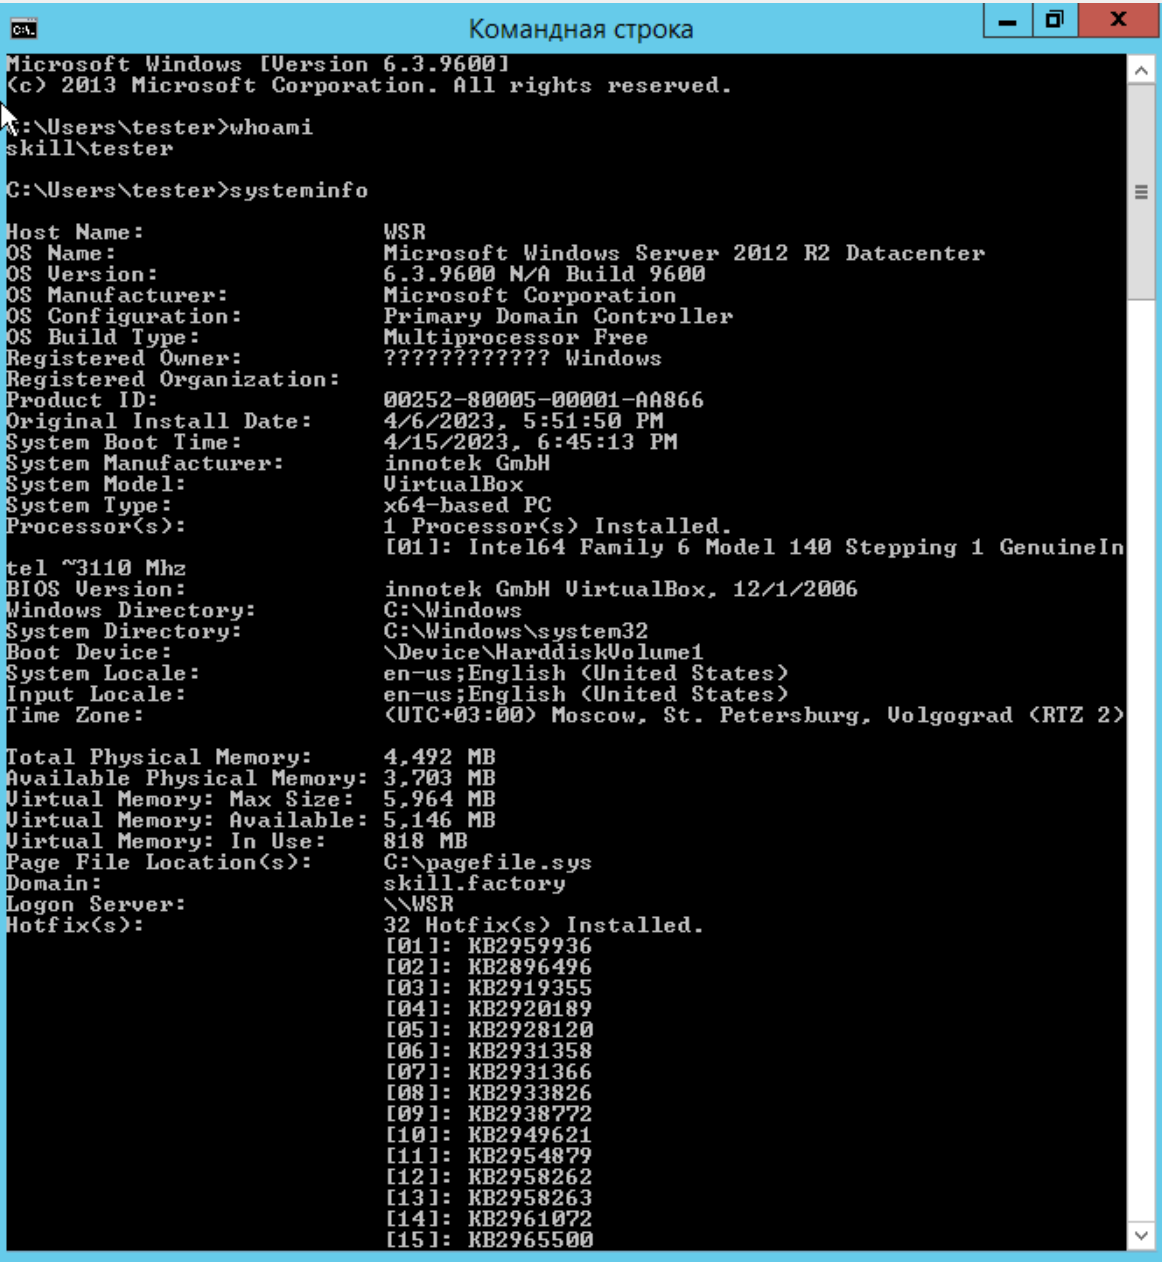 Командная строка
Microsoft Windows [Version 6.3.9600]
(c) 2013 Microsoft Corporation. All rights reserved.
C:\Users\tester>whoami
skill\tester
C:\Users\tester>systeminfo
Host Name: WSR
OS Name: Microsoft Windows Server 2012 R2 Datacenter
OS Version: 6.3.9600 N/A Build 9600
OS Manufacturer: Microsoft Corporation
OS Configuration: Primary Domain Controller
OS Build Type: Multiprocessor Free
Registered Owner: ???????????? Windows
Registered Organization:
Product ID: 00252-80005-00001-AA866
Original Install Date: 4/6/2023, 5:51:50 PM
System Boot Time: 4/15/2023, 6:45:13 PM
System Manufacturer: innotek GmbH
System Model: VirtualBox
System Type: x64-based PC
Processor(s): 1 Processor(s) Installed.
[01]: Intel64 Family 6 Model 140 Stepping 1 GenuineIn
tel ~3110 Mhz
BIOS Version: innotek GmbH VirtualBox, 12/1/2006
Windows Directory: C:\Windows
System Directory: C:\Windows\system32
Boot Device: \Device\HarddiskVolume1
System Locale: en-us;English (United States)
Input Locale: en-us;English (United States)
Time Zone: (UTC+03:00) Moscow, St. Petersburg, Volgograd (RTZ 2)
Total Physical Memory: 4,492 MB
Available Physical Memory: 3,703 MB
Virtual Memory: Max Size: 5,964 MB
Virtual Memory: Available: 5,146 MB
Virtual Memory: In Use: 818 MB
Page File Location(s): C:\pagefile.sys
Domain: skill.factory
Logon Server: \\WSR
Hotfix(s): 32 Hotfix(s) Installed.
[01]: KB2959936
[02]: KB2896496
[03]: KB2919355
[04]: KB2920189
[05]: KB2928120
[06]: KB2931358
[07]: KB2931366
[08]: KB2933826
[09]: KB2938772
[10]: KB2949621
[11]: KB2954879
[12]: KB2958262
[13]: KB2958263
[14]: KB2961072
[15]: KB2965500